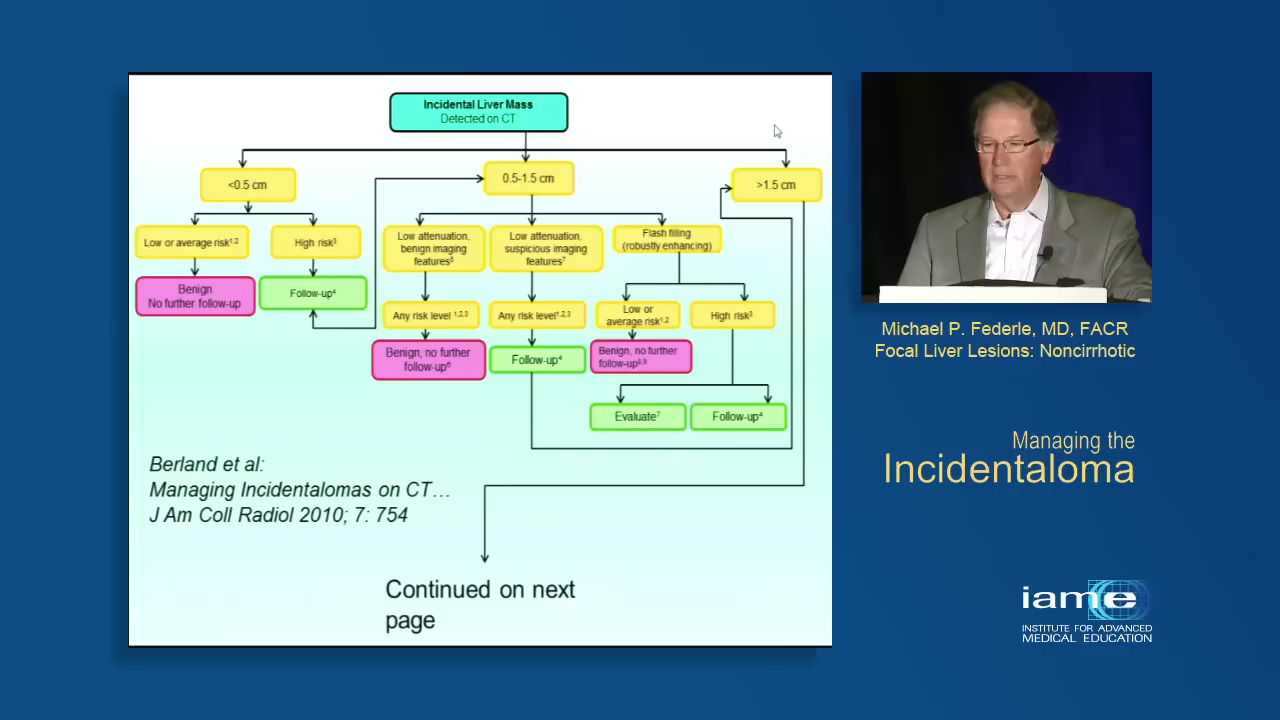 Incidental Liver Mass
Detected on CT
<0.5 cm
0.5-1.5 cm
>1.5 cm
Low or average risk1,2
High risk3
Low attenuation,
benign imaging
features5
Low attenuation,
suspicious imaging
features7
Flash filling
(robustly enhancing)
Benign
No further follow-up
Follow-up4
Any risk level 1,2,3
Any risk level1,2,3
Low or
average risk1,2
High risk3
Benign, no further
follow-up6
Follow-up4
Benign, no further
follow-up8,9
Evaluate7
Follow-up4
Berland et al:
Managing Incidentalomas on CT…
J Am Coll Radiol 2010; 7: 754
Continued on next
page
Michael P. Federle, MD, FACR
Focal Liver Lesions: Noncirrhotic
Managing the
Incidentaloma
iame
INSTITUTE FOR ADVANCED
MEDICAL EDUCATION